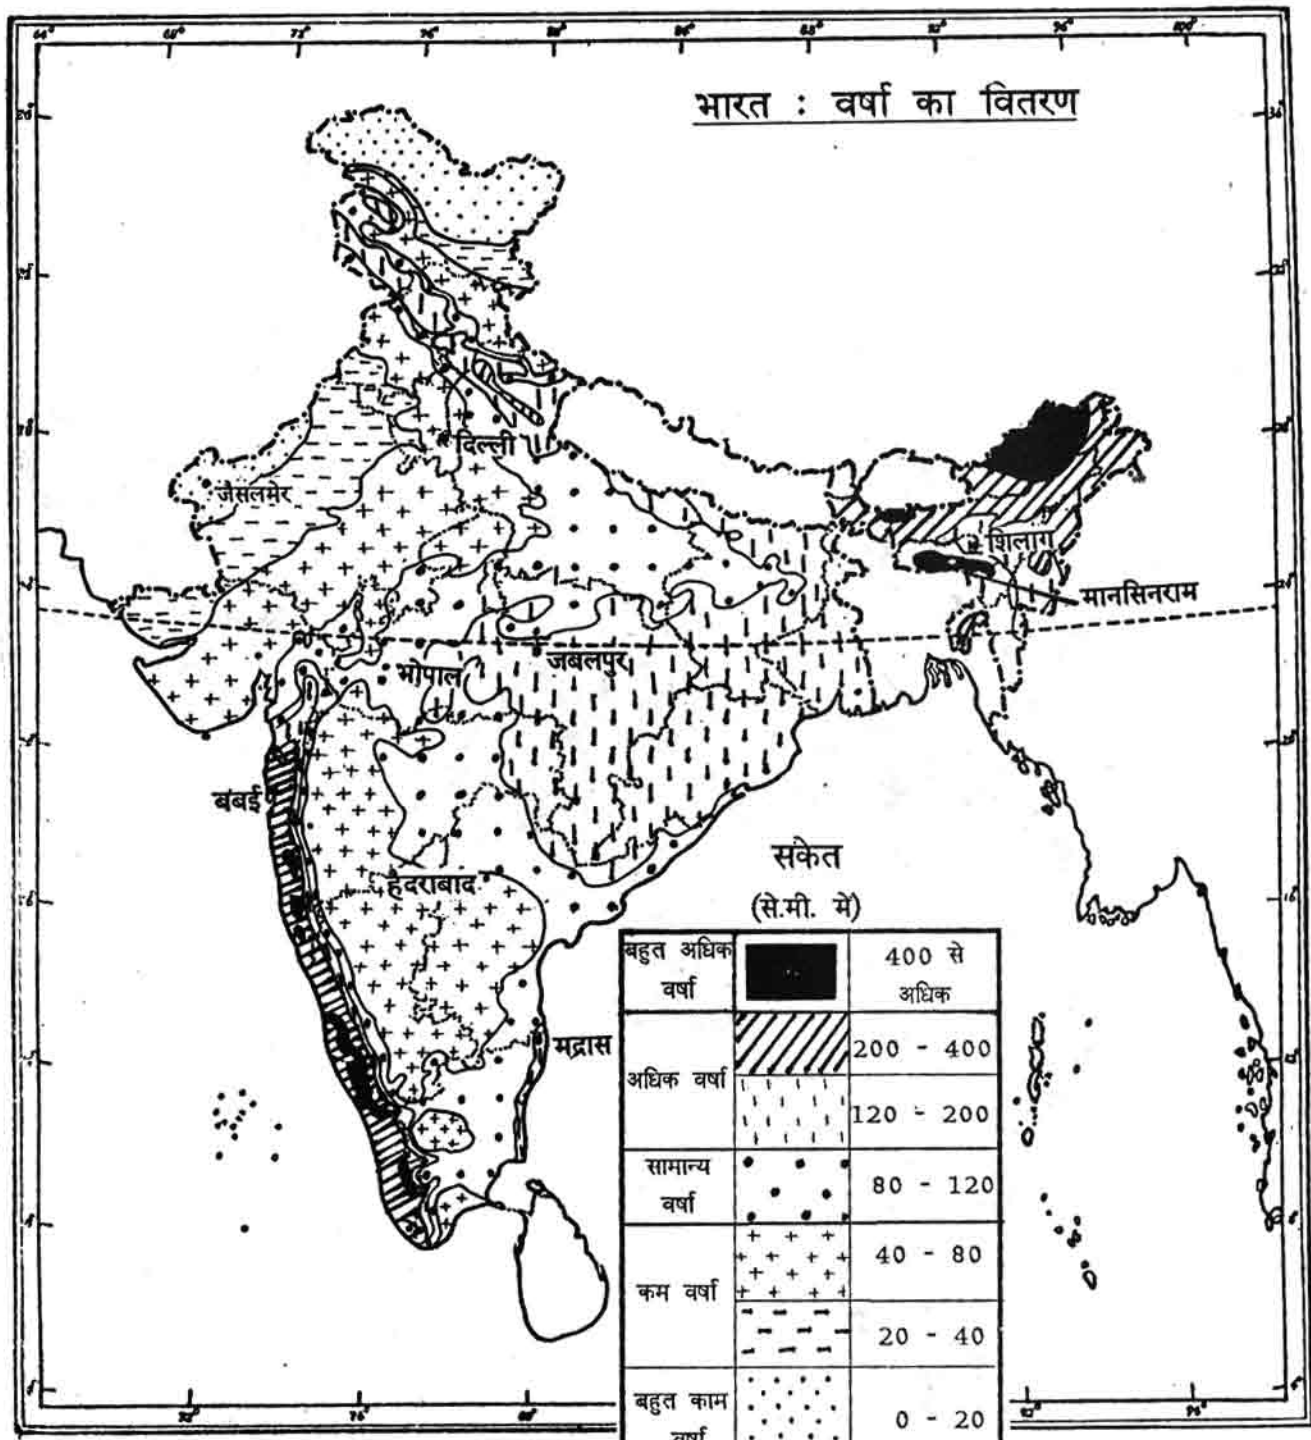 भारत : वर्षा का वितरण
दिल्ली
जैसलमेर
शिलांग
मानसिनराम
भोपाल
जबलपुर
बंबई
हैदराबाद
मद्रास
संकेत
(से.मी. में)
बहुत अधिक
वर्षा
400 से
अधिक
अधिक वर्षा
200 - 400
120 - 200
सामान्य
वर्षा
80 - 120
कम वर्षा
40 - 80
20 - 40
बहुत काम
वर्षा
0 - 20